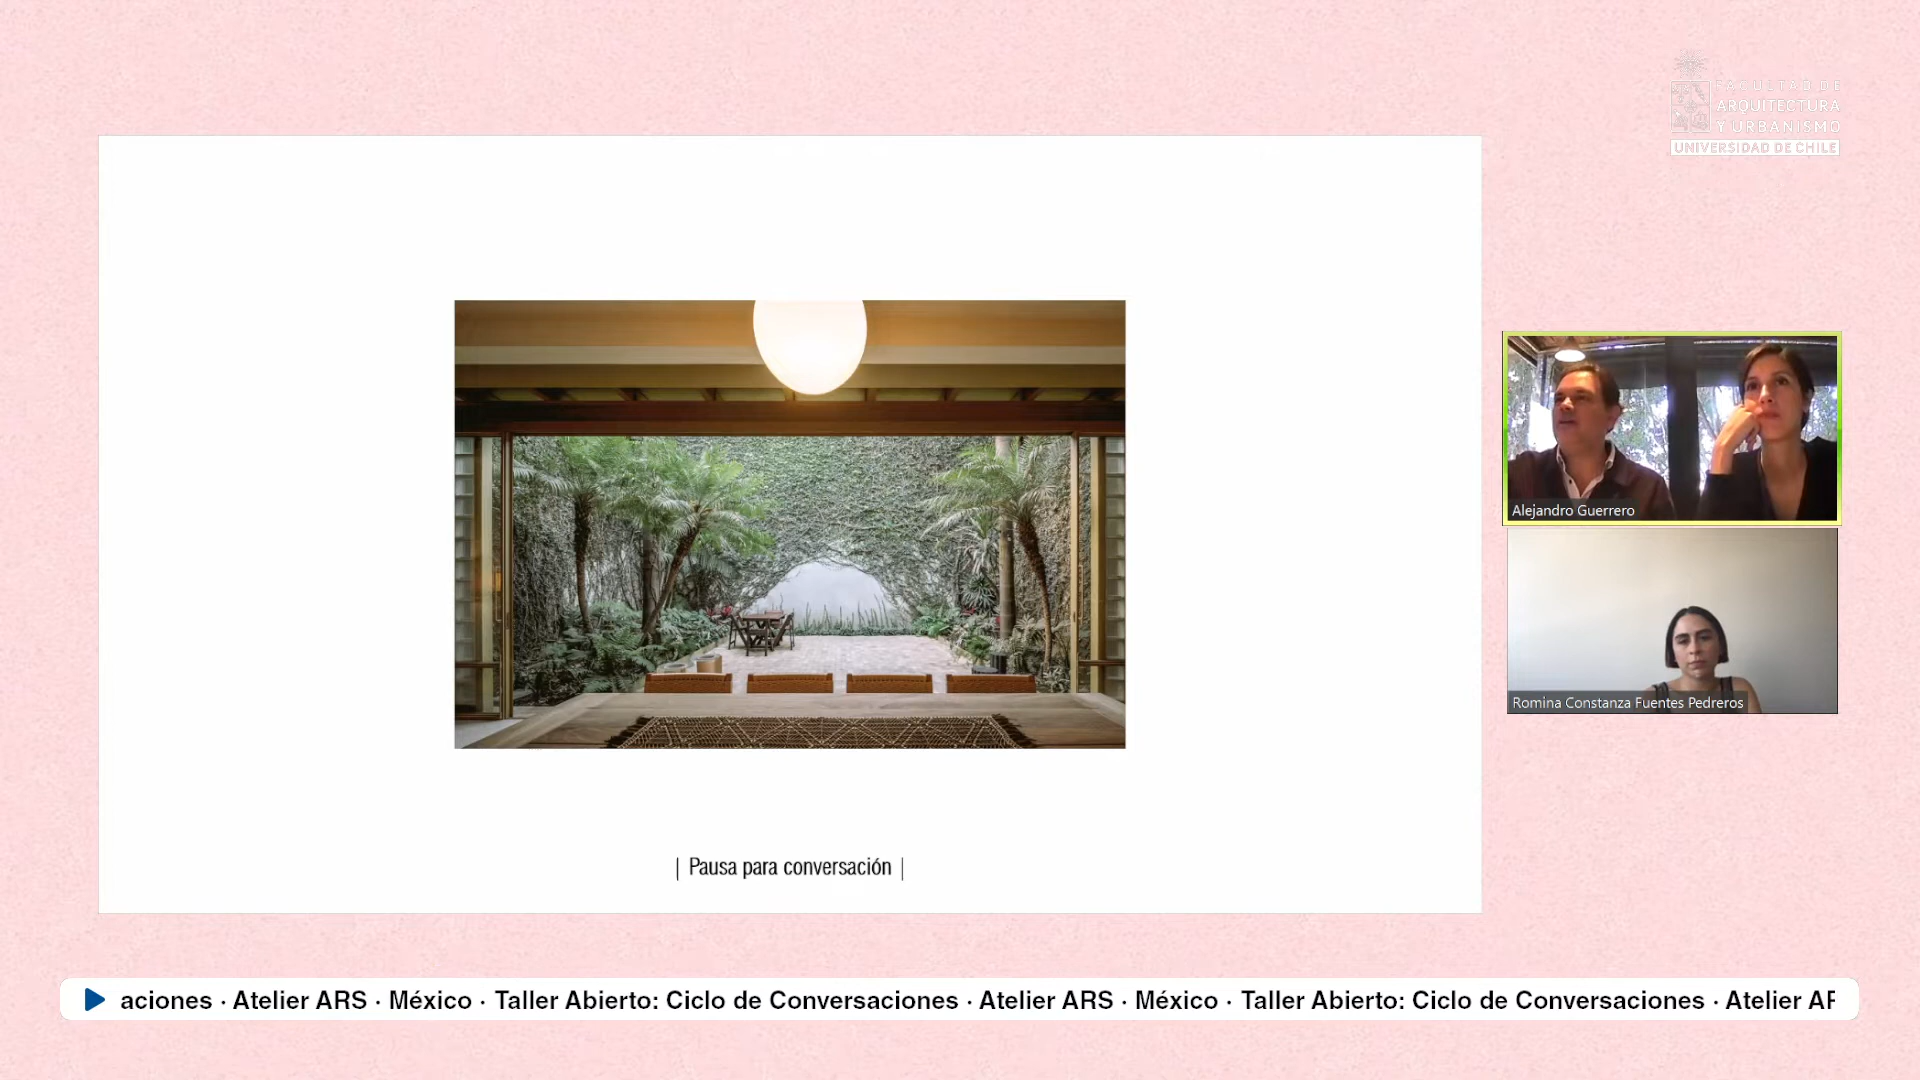 FACULTAD DE
ARQUITECTURA
Y URBANISMO
UNIVERSIDAD DE CHILE
Alejandro Guerrero
Romina Constanza Fuentes Pedreros
| Pausa para conversación |
aciones · Atelier ARS · México · Taller Abierto: Ciclo de Conversaciones · Atelier ARS · México · Taller Abierto: Ciclo de Conversaciones · Atelier AR